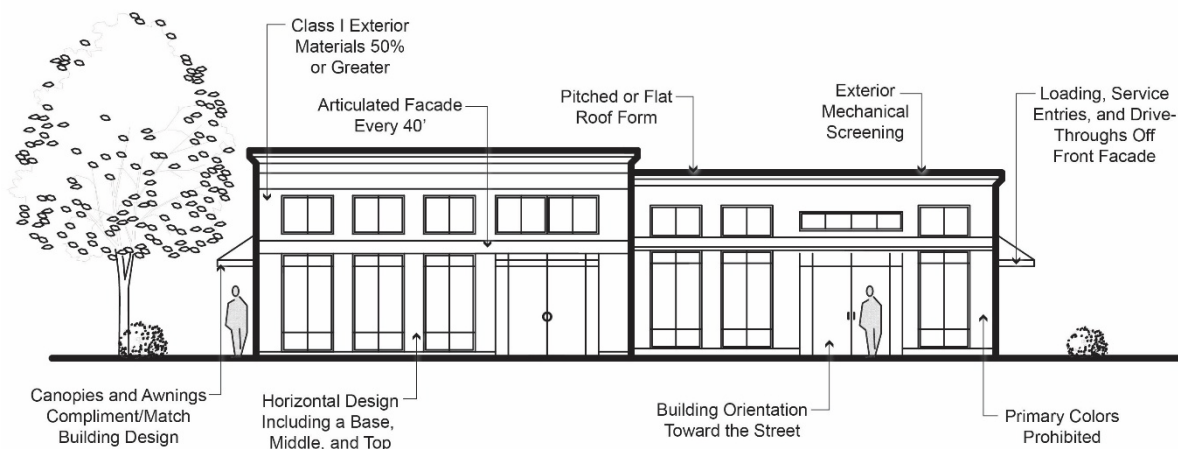 Class I Exterior
Materials 50%
or Greater
Articulated Facade
Every 40'
Pitched or Flat
Roof Form
Exterior
Mechanical
Screening
Loading, Service
Entries, and Drive-
Throughs Off
Front Facade
Canopies and Awnings
Compliment/Match
Building Design
Horizontal Design
Including a Base,
Middle, and Top
Building Orientation
Toward the Street
Primary Colors
Prohibited